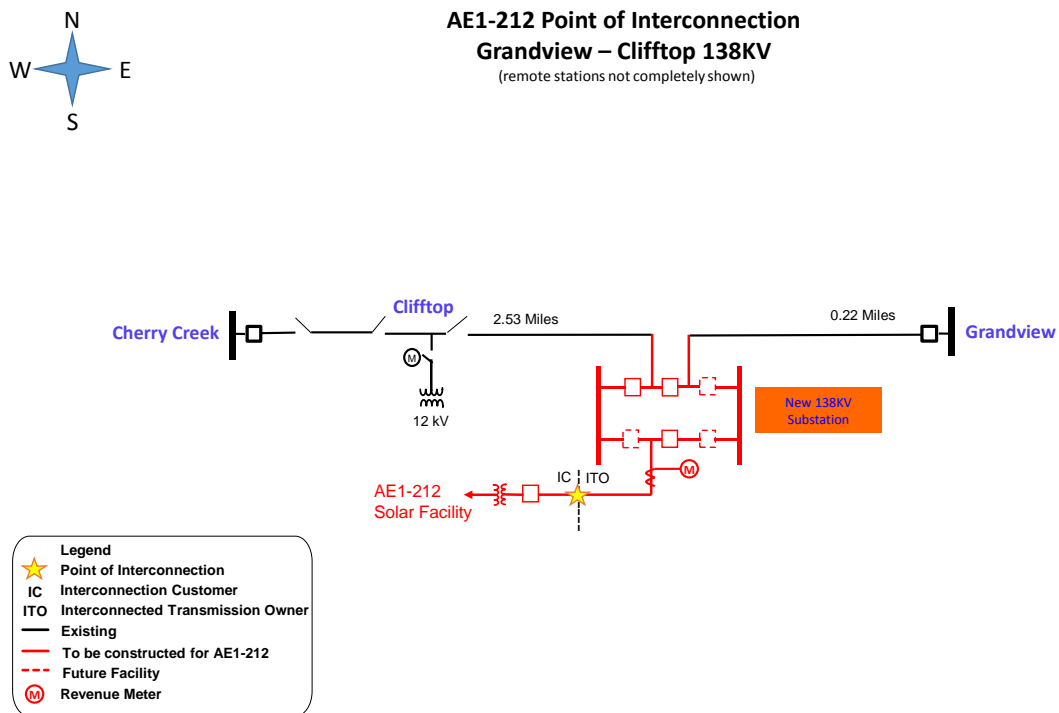 N
W
E
S
AE1-212 Point of Interconnection
Grandview – Clifftop 138KV
(remote stations not completely shown)
Clifftop
Cherry Creek
2.53 Miles
0.22 Miles
Grandview
M
12 kV
New 138KV
Substation
M
IC
ITO
AE1-212
Solar Facility
Legend
Point of Interconnection
IC Interconnection Customer
ITO Interconnected Transmission Owner
Existing
To be constructed for AE1-212
Future Facility
M Revenue Meter